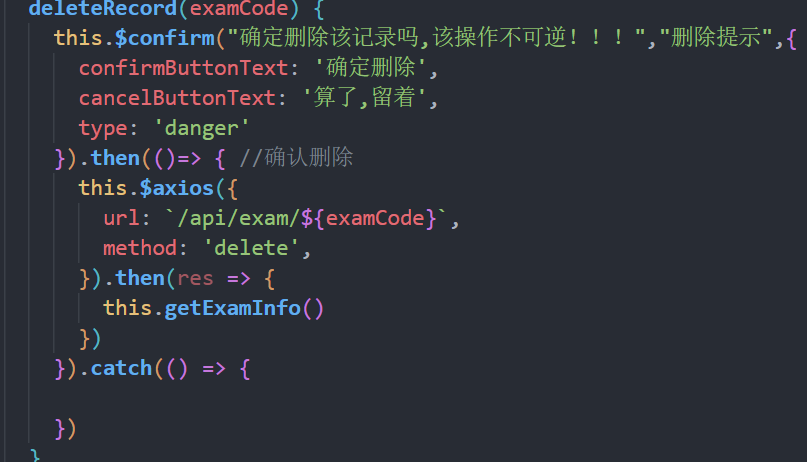 deleteRecord(examCode) {
this.$confirm("确定删除该记录吗,该操作不可逆！！！","删除提示",{
confirmButtonText: '确定删除',
cancelButtonText: '算了,留着',
type: 'danger'
}).then(()=> { //确认删除
this.$axios({
url: `/api/exam/${examCode}`,
method: 'delete',
}).then(res => {
this.getExamInfo()
})
}).catch(() => {
})
}